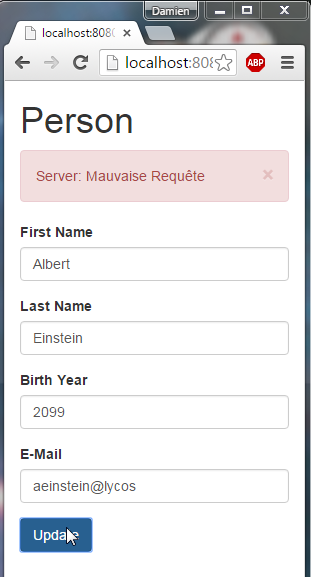 Damien
localhost:808
localhost:808
ABP
Person
Server: Mauvaise Requête
×
First Name
Albert
Last Name
Einstein
Birth Year
2099
E-Mail
aeinstein@lycos
Update